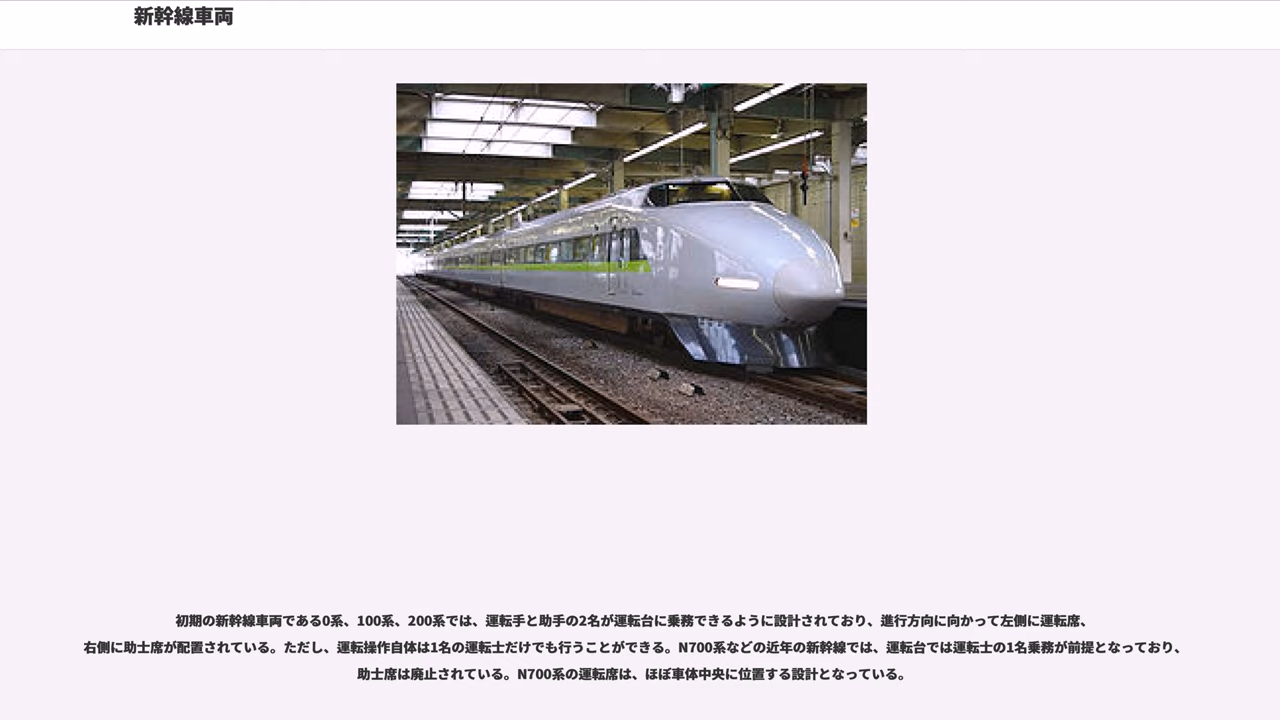 新幹線車両
初期の新幹線車両である0系、100系、200系では、運転手と助手の2名が運転台に乗務できるように設計されており、進行方向に向かって左側に運転席、
右側に助士席が配置されている。ただし、運転操作自体は1名の運転士だけでも行うことができる。N700系などの近年の新幹線では、運転台では運転士の1名乗務が前提となっており、
助士席は廃止されている。N700系の運転席は、ほぼ車体中央に位置する設計となっている。